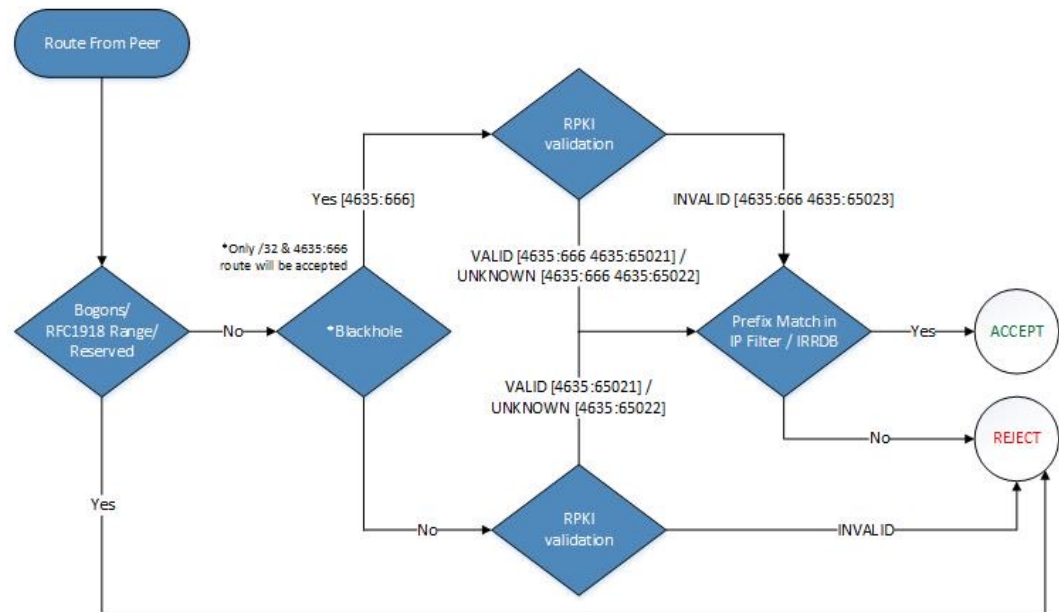 Route From Peer
RPKI
validation
Yes [4635:666]
INVALID [4635:666 4635:65023]
*Only /32 & 4635:666
route will be accepted
VALID [4635:666 4635:65021] /
UNKNOWN [4635:666 4635:65022]
Bogons/
RFC1918 Range/
Reserved
No
*Blackhole
Prefix Match in
IP Filter / IRRDB
Yes
ACCEPT
VALID [4635:65021] /
UNKNOWN [4635:65022]
No
REJECT
Yes
No
RPKI
validation
INVALID